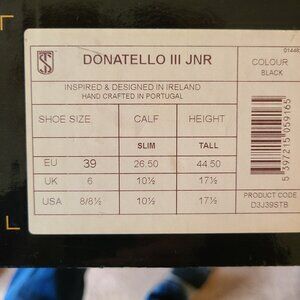 DONATELLO III JNR
COLOUR
BLACK
INSPIRED & DESIGNED IN IRELAND
HAND CRAFTED IN PORTUGAL
SHOE SIZE CALF HEIGHT
SLIM TALL
EU 39 26.50 44.50
UK 6 10½ 17½
USA 8/8½ 10½ 17½
5 397215 059165
PRODUCT CODE
D3J39STB